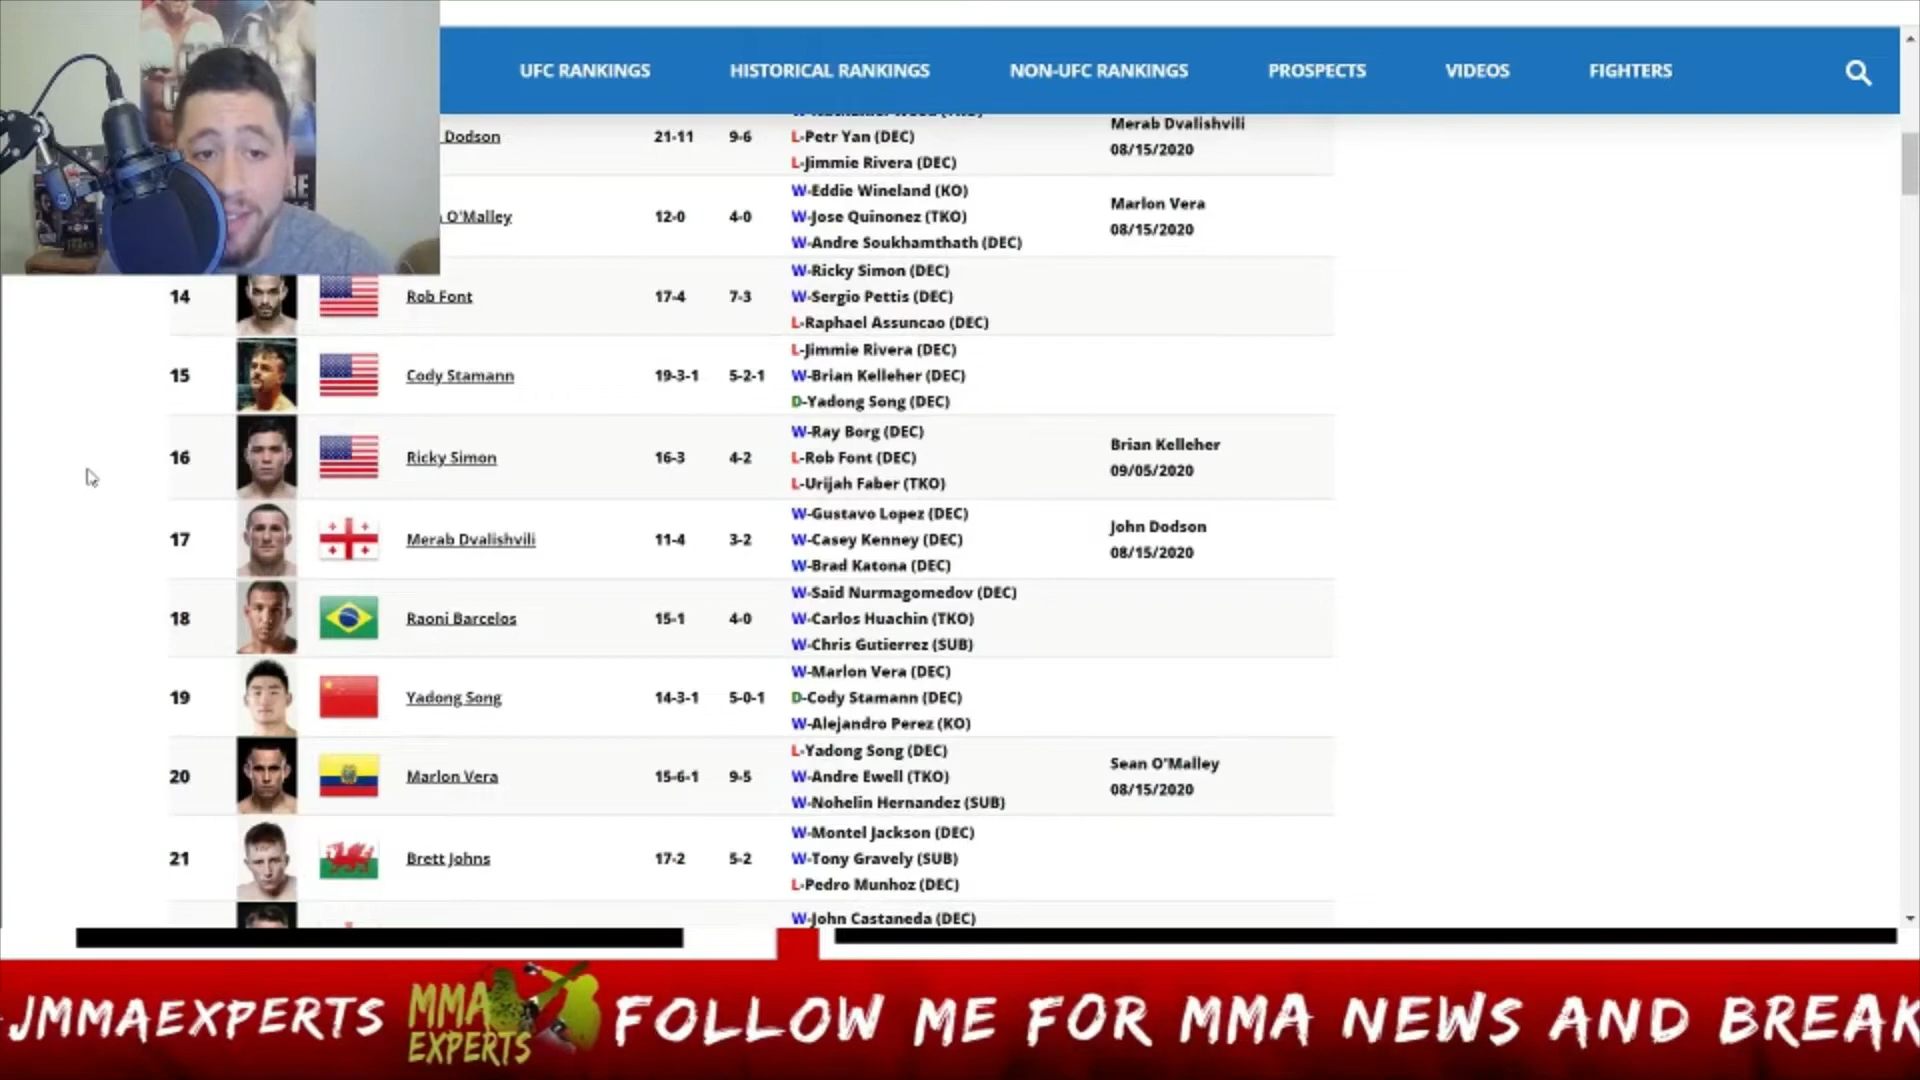 UFC RANKINGS HISTORICAL RANKINGS NON-UFC RANKINGS PROSPECTS VIDEOS FIGHTERS
Dodson 21-11 9-6 L-Petr Yan (DEC) Merab Dvalishvili
L-Jimmie Rivera (DEC) 08/15/2020
W-Eddie Wineland (KO)
O'Malley 12-0 4-0 W-Jose Quinonez (TKO) Marlon Vera
W-Andre Soukhamthath (DEC) 08/15/2020
W-Ricky Simon (DEC)
14 Rob Font 17-4 7-3 W-Sergio Pettis (DEC)
L-Raphael Assuncao (DEC)
L-Jimmie Rivera (DEC)
15 Cody Stamann 19-3-1 5-2-1 W-Brian Kelleher (DEC)
D-Yadong Song (DEC)
W-Ray Borg (DEC)
16 Ricky Simon 16-3 4-2 L-Rob Font (DEC) Brian Kelleher
L-Urijah Faber (TKO) 09/05/2020
W-Gustavo Lopez (DEC)
17 Merab Dvalishvili 11-4 3-2 W-Casey Kenney (DEC) John Dodson
W-Brad Katona (DEC) 08/15/2020
W-Said Nurmagomedov (DEC)
18 Raoni Barcelos 15-1 4-0 W-Carlos Huachin (TKO)
W-Chris Gutierrez (SUB)
W-Marlon Vera (DEC)
19 Yadong Song 14-3-1 5-0-1 D-Cody Stamann (DEC)
W-Alejandro Perez (KO)
L-Yadong Song (DEC)
20 Marlon Vera 15-6-1 9-5 W-Andre Ewell (TKO) Sean O'Malley
W-Nohelin Hernandez (SUB) 08/15/2020
W-Montel Jackson (DEC)
21 Brett Johns 17-2 5-2 W-Tony Gravely (SUB)
L-Pedro Munhoz (DEC)
W-John Castaneda (DEC)
JMMAEXPERTS MMA EXPERTS FOLLOW ME FOR MMA NEWS AND BREAK